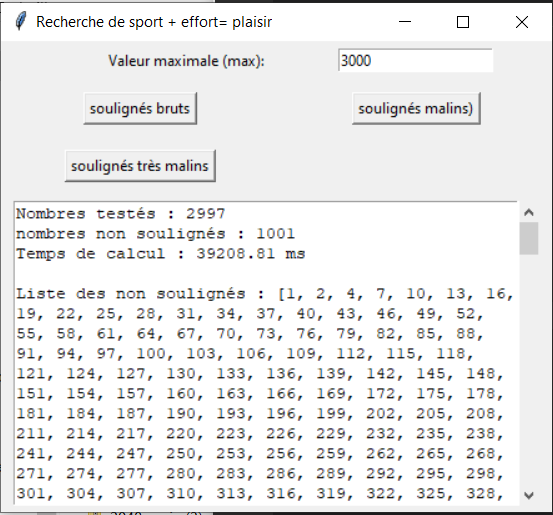 Recherche de sport + effort= plaisir
Valeur maximale (max): 3000
soulignés bruts soulignés malins)
soulignés très malins
Nombres testés : 2997
nombres non soulignés : 1001
Temps de calcul : 39208.81 ms
Liste des non soulignés : [1, 2, 4, 7, 10, 13, 16,
19, 22, 25, 28, 31, 34, 37, 40, 43, 46, 49, 52,
55, 58, 61, 64, 67, 70, 73, 76, 79, 82, 85, 88,
91, 94, 97, 100, 103, 106, 109, 112, 115, 118,
121, 124, 127, 130, 133, 136, 139, 142, 145, 148,
151, 154, 157, 160, 163, 166, 169, 172, 175, 178,
181, 184, 187, 190, 193, 196, 199, 202, 205, 208,
211, 214, 217, 220, 223, 226, 229, 232, 235, 238,
241, 244, 247, 250, 253, 256, 259, 262, 265, 268,
271, 274, 277, 280, 283, 286, 289, 292, 295, 298,
301, 304, 307, 310, 313, 316, 319, 322, 325, 328,